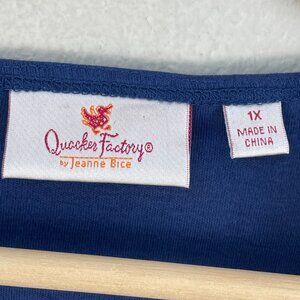 Quacker Factory®
by Jeanne Bice
1X
MADE IN
CHINA